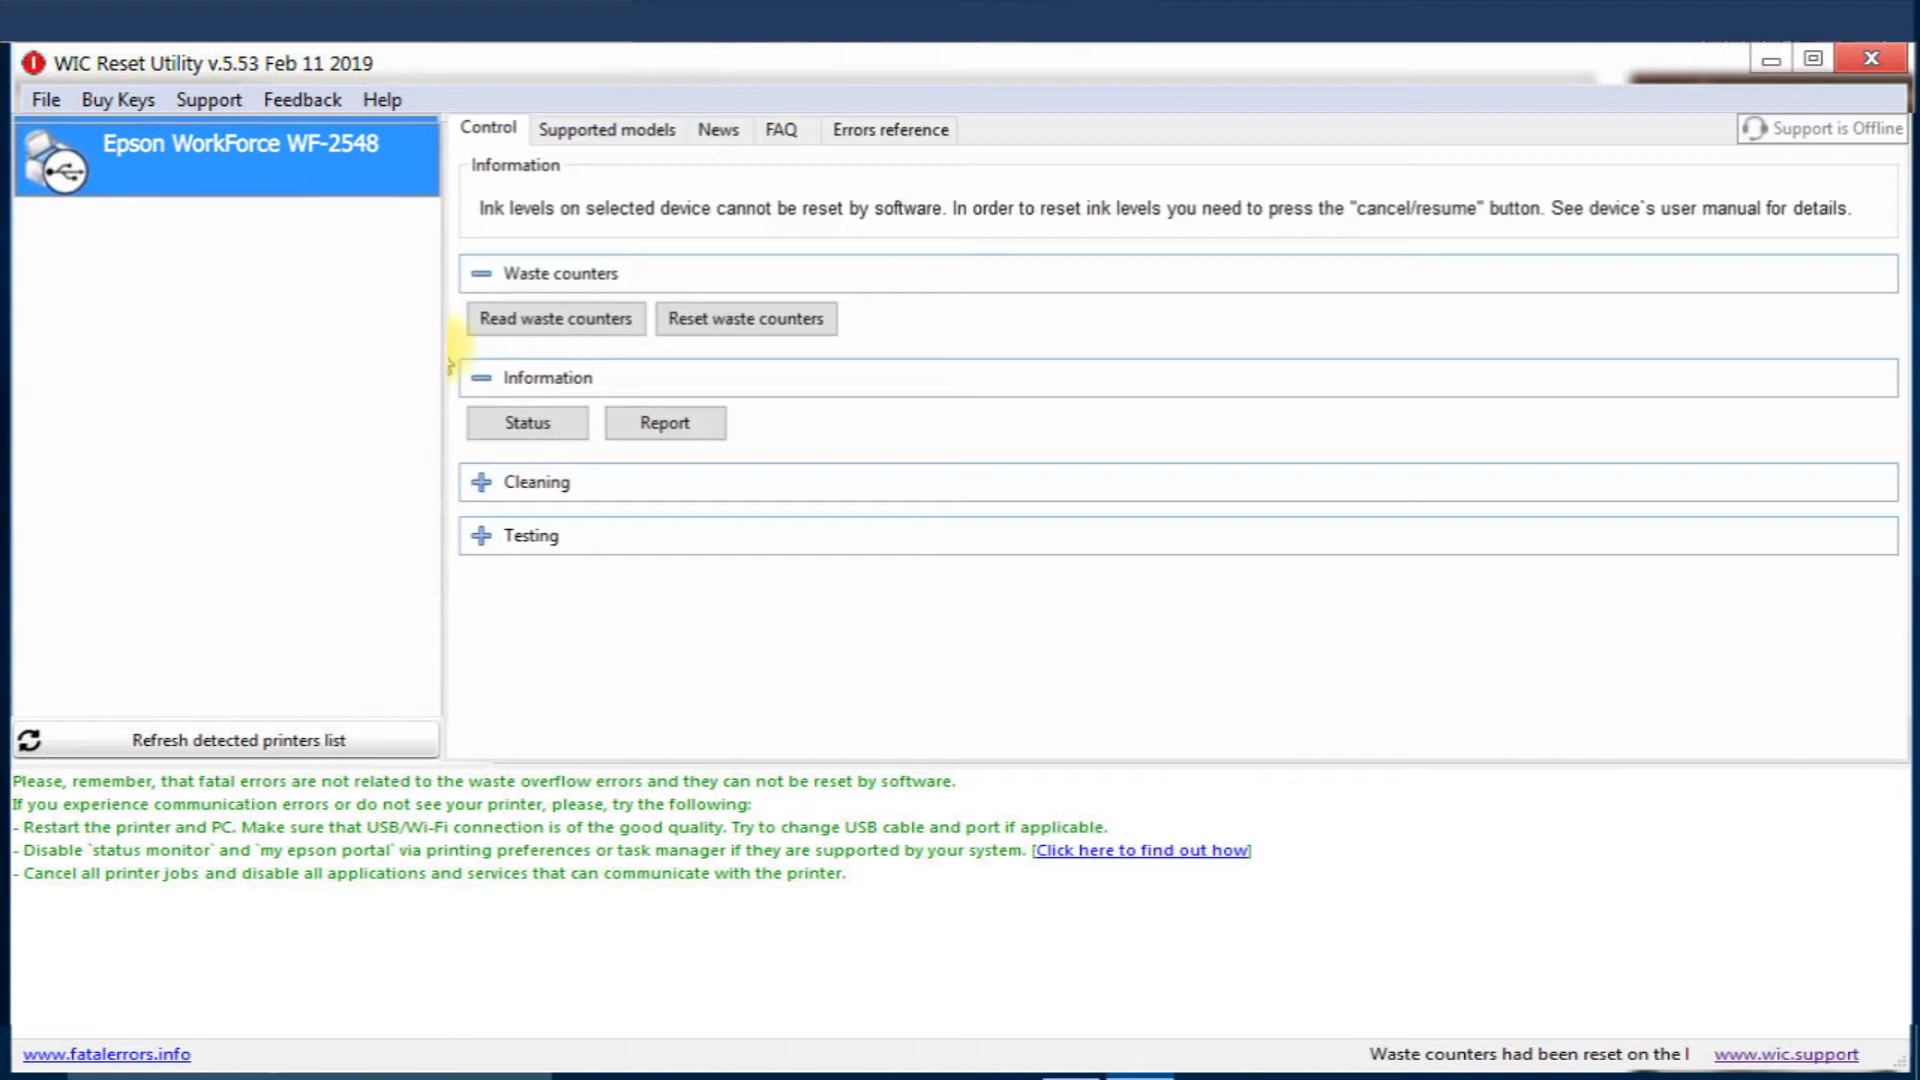 WIC Reset Utility v.5.53 Feb 11 2019
File Buy Keys Support Feedback Help
Epson WorkForce WF-2548
Control Supported models News FAQ Errors reference
Support is Offline
Information
Ink levels on selected device cannot be reset by software. In order to reset ink levels you need to press the "cancel/resume" button. See device`s user manual for details.
Waste counters
Read waste counters Reset waste counters
Information
Status Report
Cleaning
Testing
Refresh detected printers list
Please, remember, that fatal errors are not related to the waste overflow errors and they can not be reset by software.
If you experience communication errors or do not see your printer, please, try the following:
- Restart the printer and PC. Make sure that USB/Wi-Fi connection is of the good quality. Try to change USB cable and port if applicable.
- Disable `status monitor` and `my epson portal` via printing preferences or task manager if they are supported by your system. [Click here to find out how]
- Cancel all printer jobs and disable all applications and services that can communicate with the printer.
www.fatalerrors.info
Waste counters had been reset on the
www.wic.support